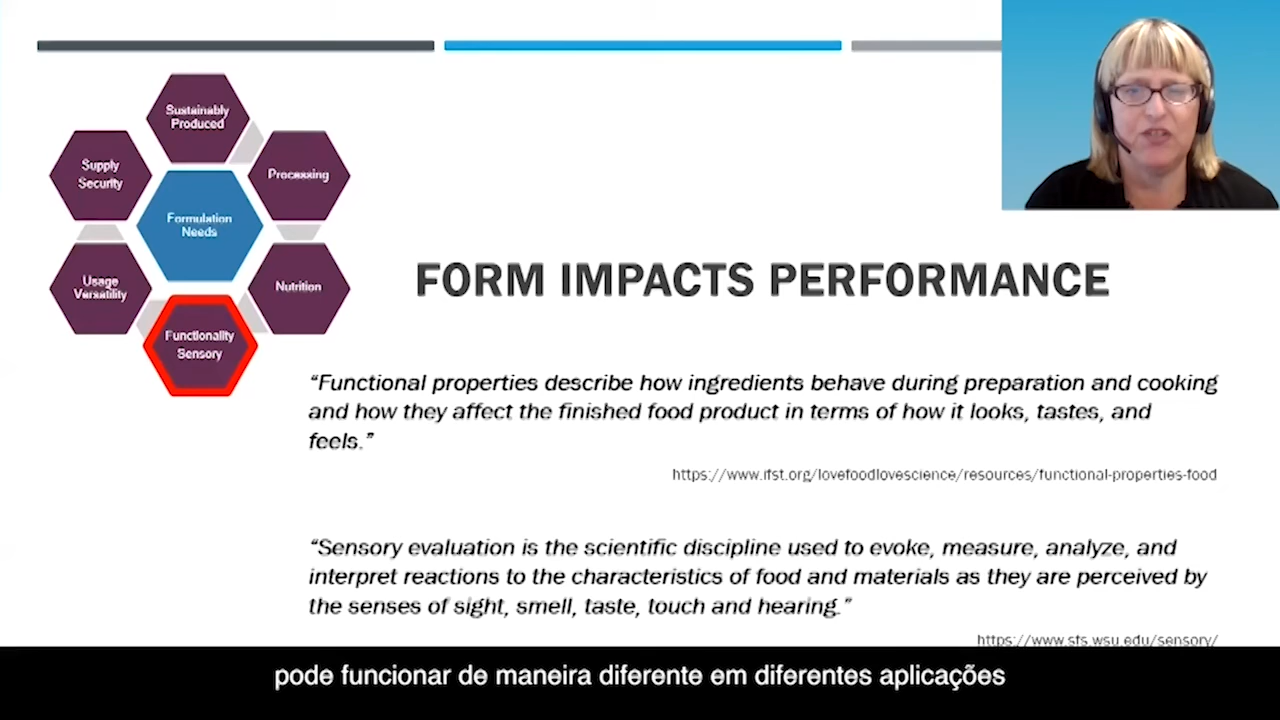 Sustainably
Produced
Supply
Security
Processing
Formulation
Needs
Usage
Versatility
Nutrition
Functionality
Sensory
FORM IMPACTS PERFORMANCE
“Functional properties describe how ingredients behave during preparation and cooking
and how they affect the finished food product in terms of how it looks, tastes, and
feels.”
https://www.ifst.org/lovefoodlovescience/resources/functional-properties-food
“Sensory evaluation is the scientific discipline used to evoke, measure, analyze, and
interpret reactions to the characteristics of food and materials as they are perceived by
the senses of sight, smell, taste, touch and hearing.”
https://www.sfs.wsu.edu/sensory/
pode funcionar de maneira diferente em diferentes aplicações